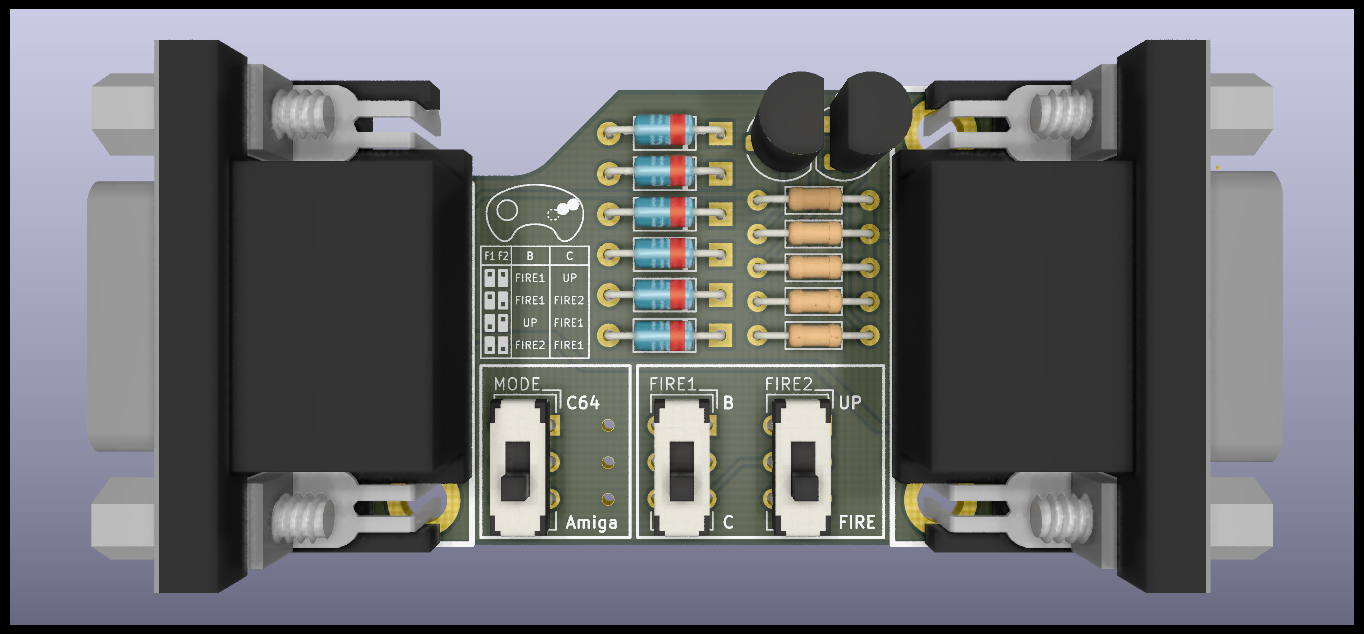 F1 F2 B C
FIRE1 UP
FIRE1 FIRE2
UP FIRE1
FIRE2 FIRE1
MODE
C64
Amiga
FIRE1
B
C
FIRE2
UP
FIRE